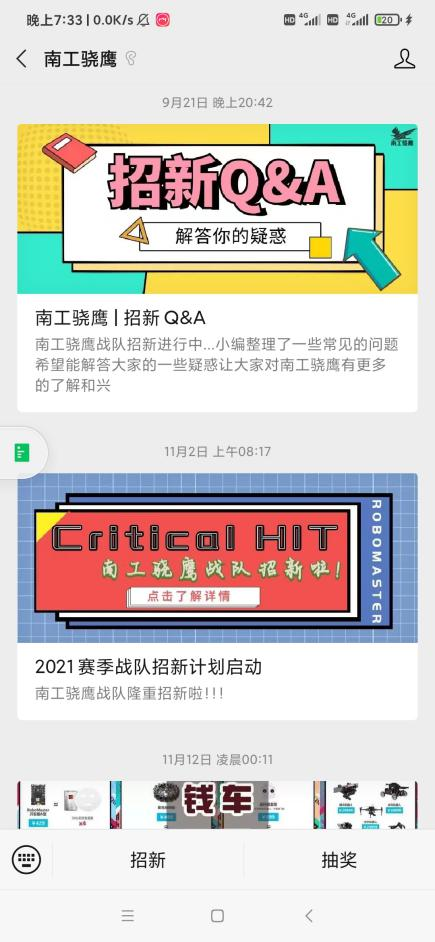 晚上7:33 | 0.0K/s
HD 4G HD 4G 20
南工骁鹰
9月21日 晚上20:42
南工骁鹰
招新Q&A
解答你的疑惑
南工骁鹰 | 招新 Q&A
南工骁鹰战队招新进行中...小编整理了一些常见的问题
希望能解答大家的一些疑惑让大家对南工骁鹰有更多
的了解和兴
11月2日 上午08:17
Critical HIT
ROBOMASTER
南工骁鹰战队招新啦!
点击了解详情
2021 赛季战队招新计划启动
南工骁鹰战队隆重招新啦!!!
11月12日 凌晨00:11
钱车
招新
抽奖